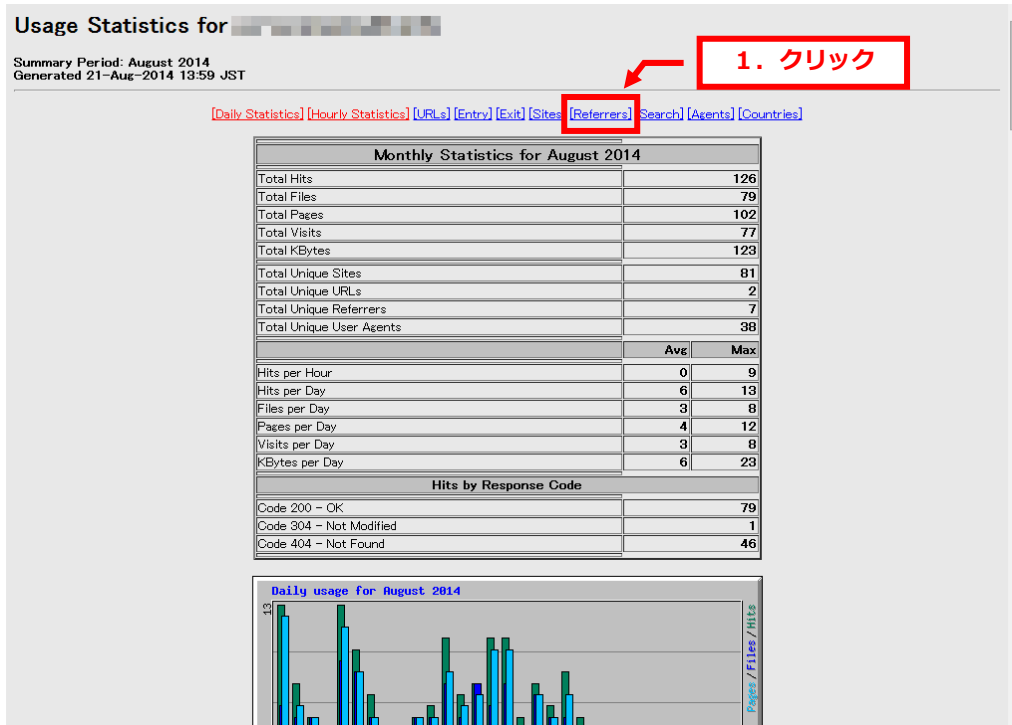 Usage Statistics for
Summary Period: August 2014
Generated 21-Aug-2014 13:59 JST
1. クリック
[Daily Statistics] [Hourly Statistics] [URLs] [Entry] [Exit] [Sites] [Referrers] [Search] [Agents] [Countries]
Monthly Statistics for August 2014
Total Hits 126
Total Files 79
Total Pages 102
Total Visits 77
Total KBytes 123
Total Unique Sites 81
Total Unique URLs 2
Total Unique Referrers 7
Total Unique User Agents 38
Avg Max
Hits per Hour 0 9
Hits per Day 6 13
Files per Day 3 8
Pages per Day 4 12
Visits per Day 3 8
KBytes per Day 6 23
Hits by Response Code
Code 200 - OK 79
Code 304 - Not Modified 1
Code 404 - Not Found 46
Daily usage for August 2014
13
Pages / Files / Hits